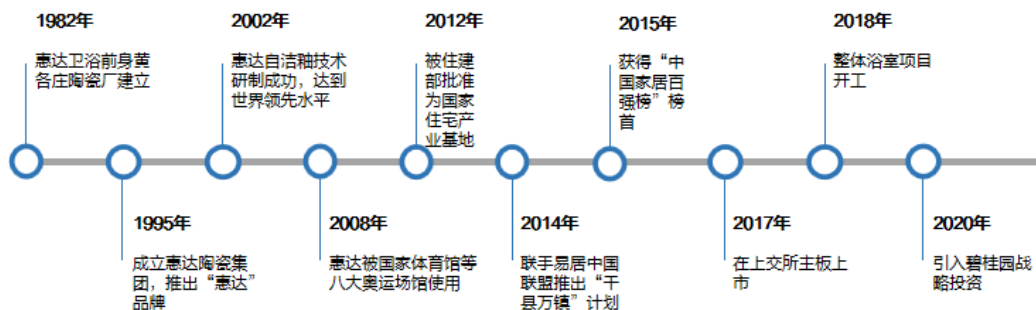 1982年
惠达卫浴前身黄
各庄陶瓷厂建立
2002年
惠达自洁釉技术
研制成功，达到
世界领先水平
2012年
被住建
部批准
为国家
住宅产
业基地
2015年
获得“中
国家居百
强榜”榜
首
2018年
整体浴室项目
开工
1995年
成立惠达陶瓷集
团，推出“惠达”
品牌
2008年
惠达被国家体育馆等
八大奥运场馆使用
2014年
联手易居中国
联盟推出“千
县万镇”计划
2017年
在上交所主板上
市
2020年
引入碧桂园战
略投资